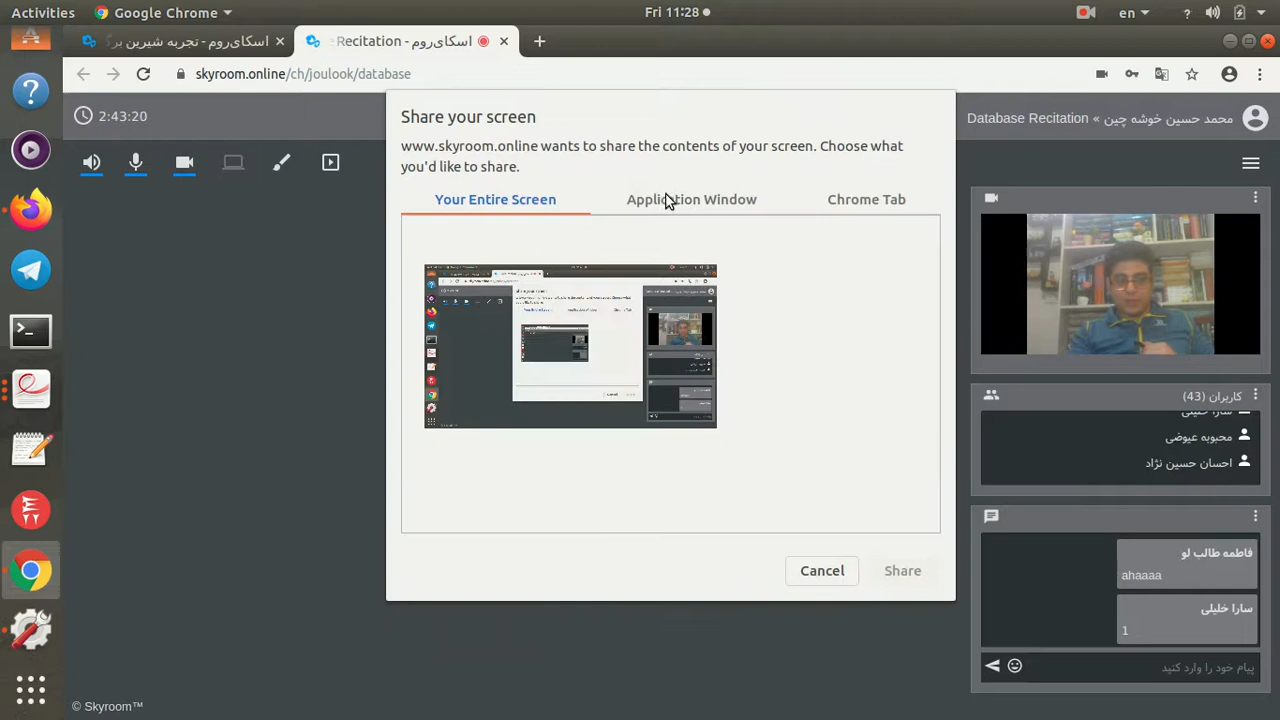 Activities
Google Chrome
Fri 11:28
en
اسکای‌روم - تجربه شیرین بر
اسکای‌روم - Recitation
skyroom.online/ch/joulook/database
2:43:20
Share your screen
www.skyroom.online wants to share the contents of your screen. Choose what
you'd like to share.
Your Entire Screen
Application Window
Chrome Tab
Cancel
Share
محمد حسین خوشه چین » Database Recitation
کاربران (43)
سارا خلیلی
محبوبه عیوضی
احسان حسین نژاد
فاطمه طالب لو
ahaaaa
سارا خلیلی
1
پیام خود را وارد کنید
© Skyroom™